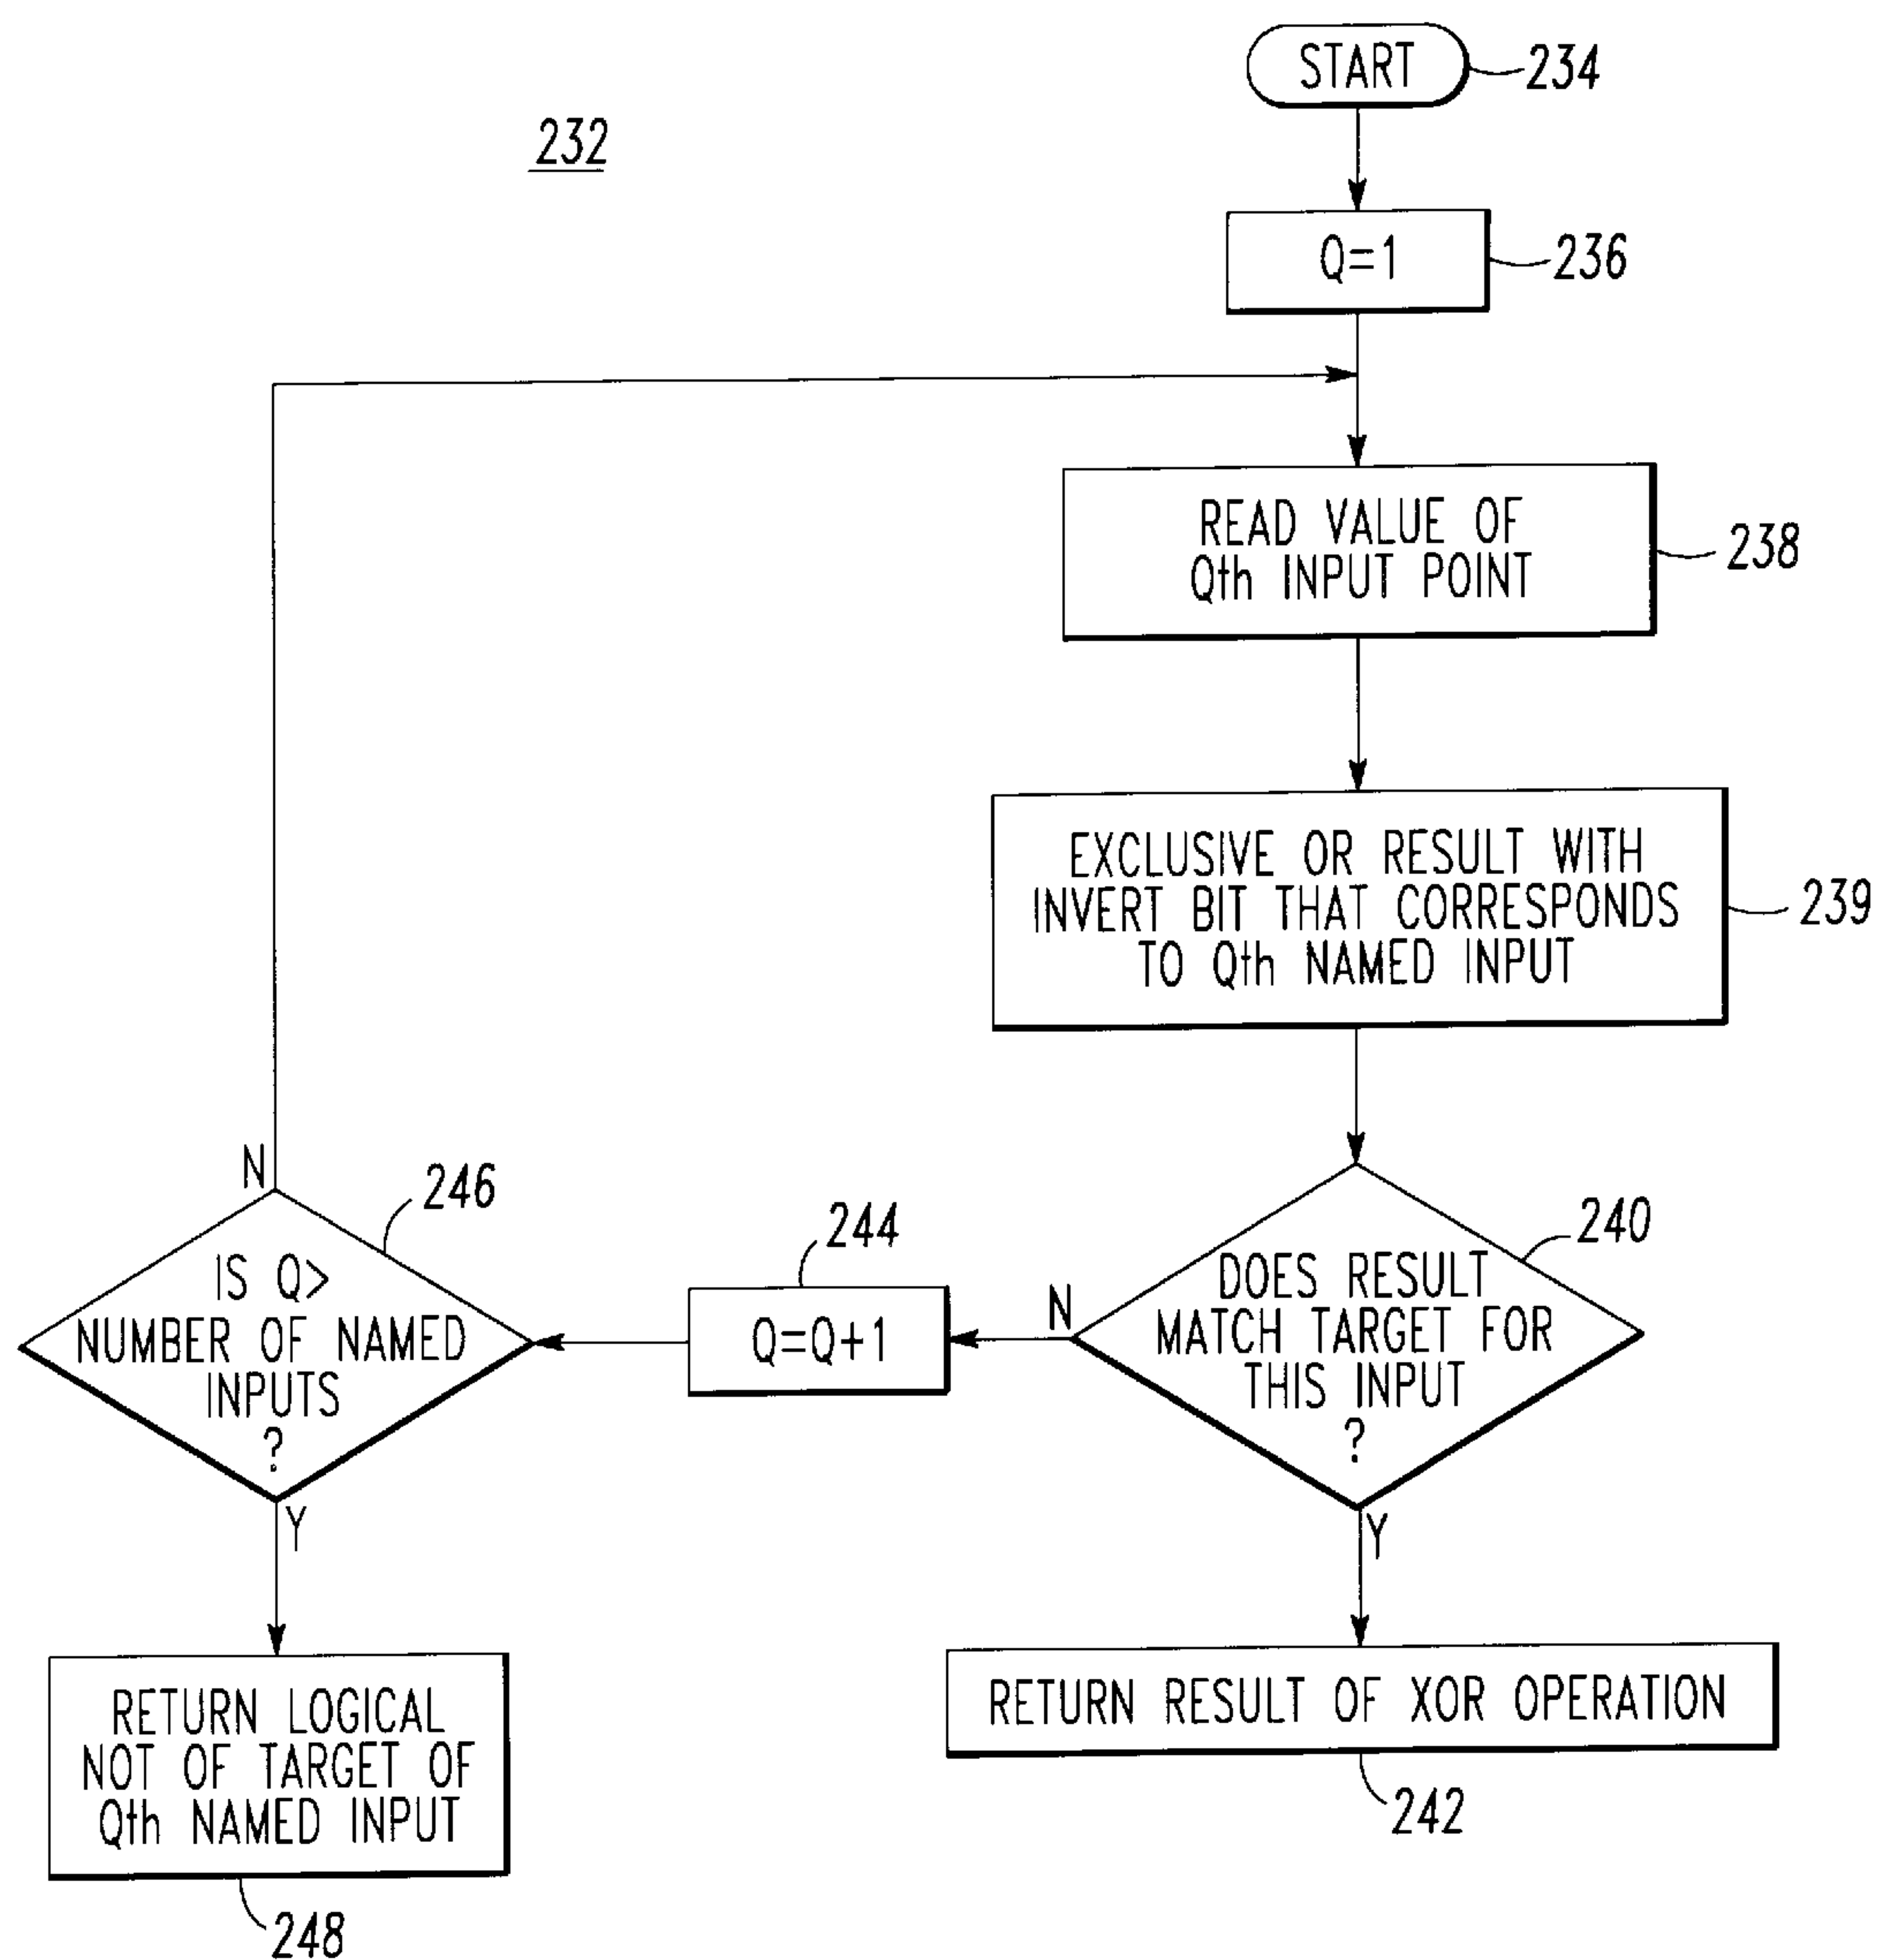 START
234
232
Q=1
236
READ VALUE OF
Qth INPUT POINT
238
EXCLUSIVE OR RESULT WITH
INVERT BIT THAT CORRESPONDS
TO Qth NAMED INPUT
239
N
246
IS Q>
NUMBER OF NAMED
INPUTS
?
Y
244
Q=Q+1
N
240
DOES RESULT
MATCH TARGET FOR
THIS INPUT
?
Y
RETURN LOGICAL
NOT OF TARGET OF
Qth NAMED INPUT
248
RETURN RESULT OF XOR OPERATION
242